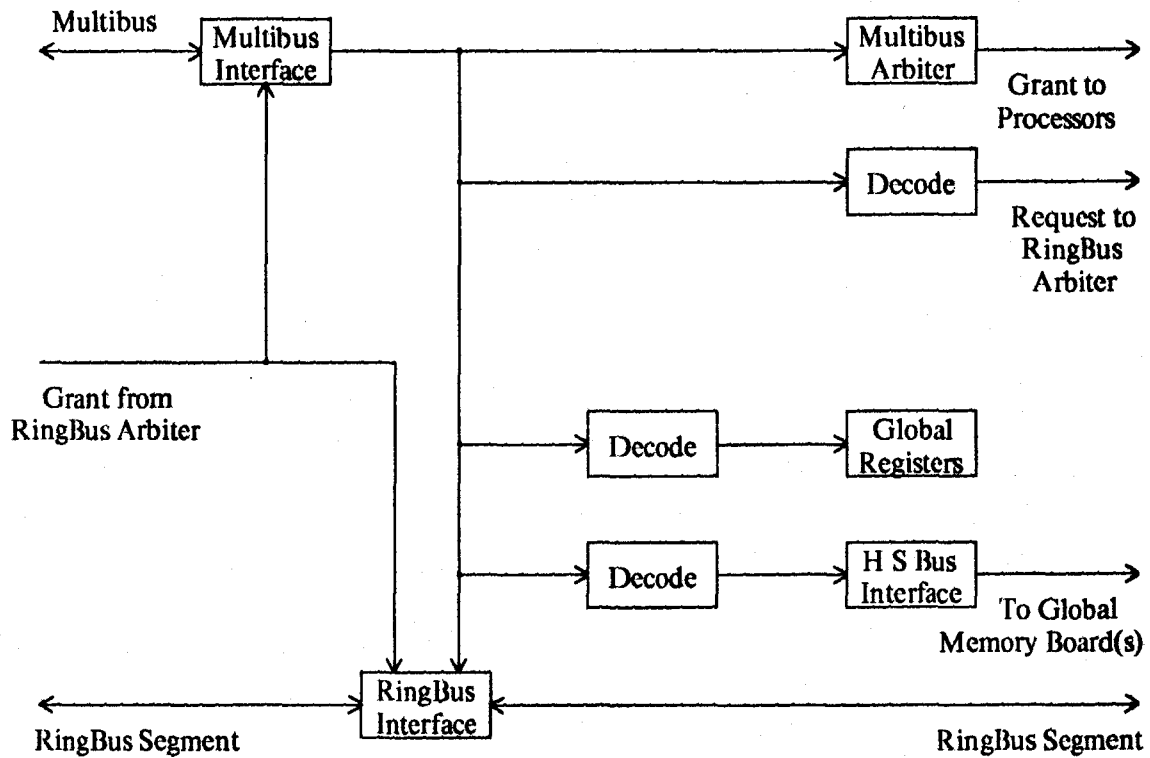 Multibus
Multibus
Interface
Multibus
Arbiter
Grant to
Processors
Decode
Request to
RingBus
Arbiter
Grant from
RingBus Arbiter
Decode
Global
Registers
Decode
H S Bus
Interface
To Global
Memory Board(s)
RingBus
Interface
RingBus Segment
RingBus Segment